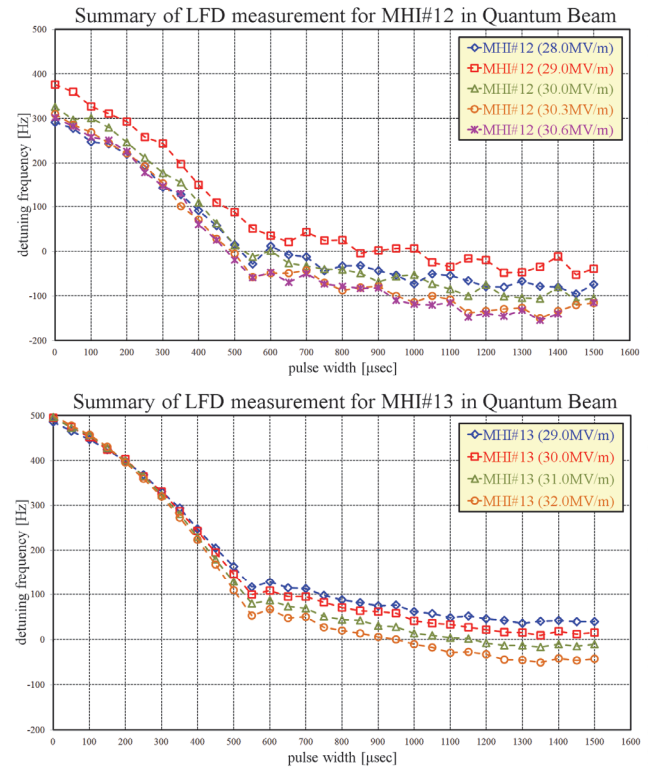 Summary of LFD measurement for MHI#12 in Quantum Beam
500
400
300
200
100
0
-100
-200
detuning frequency [Hz]
MHI#12 (28.0MV/m)
MHI#12 (29.0MV/m)
MHI#12 (30.0MV/m)
MHI#12 (30.3MV/m)
MHI#12 (30.6MV/m)
0 100 200 300 400 500 600 700 800 900 1000 1100 1200 1300 1400 1500 1600
pulse width [μsec]
Summary of LFD measurement for MHI#13 in Quantum Beam
500
400
300
200
100
0
-100
-200
detuning frequency [Hz]
MHI#13 (29.0MV/m)
MHI#13 (30.0MV/m)
MHI#13 (31.0MV/m)
MHI#13 (32.0MV/m)
0 100 200 300 400 500 600 700 800 900 1000 1100 1200 1300 1400 1500 1600
pulse width [μsec]